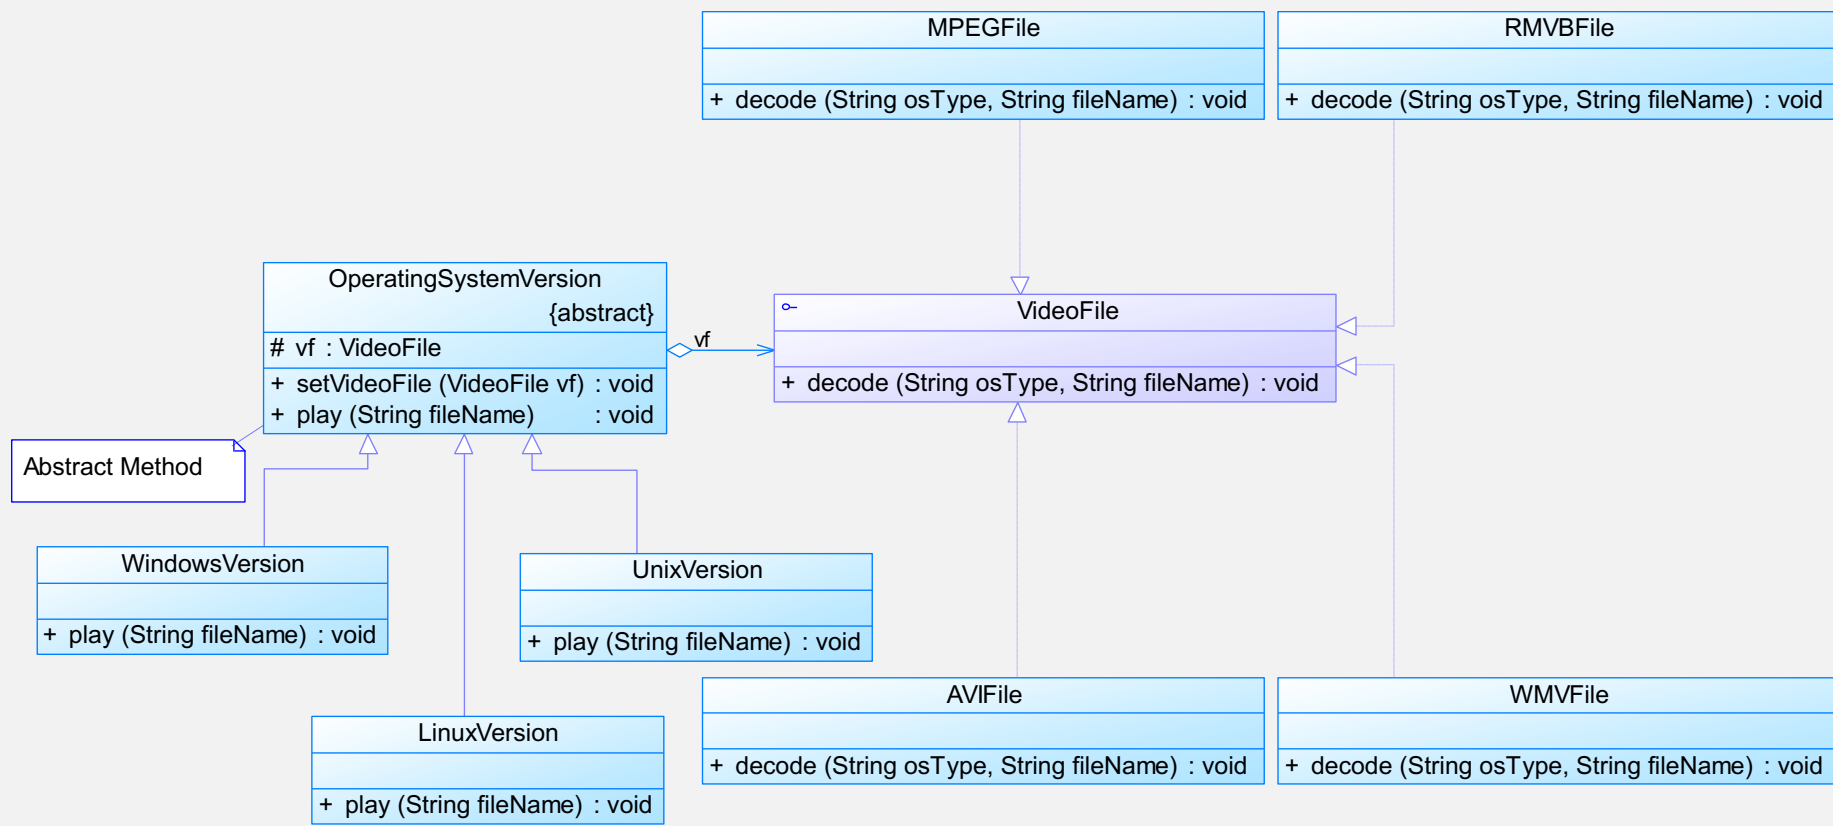 MPEGFile
+ decode (String osType, String fileName) : void
RMVBFile
+ decode (String osType, String fileName) : void
OperatingSystemVersion
{abstract}
# vf : VideoFile
+ setVideoFile (VideoFile vf) : void
+ play (String fileName) : void
vf
VideoFile
+ decode (String osType, String fileName) : void
Abstract Method
WindowsVersion
+ play (String fileName) : void
UnixVersion
+ play (String fileName) : void
LinuxVersion
+ play (String fileName) : void
AVIFile
+ decode (String osType, String fileName) : void
WMVFile
+ decode (String osType, String fileName) : void